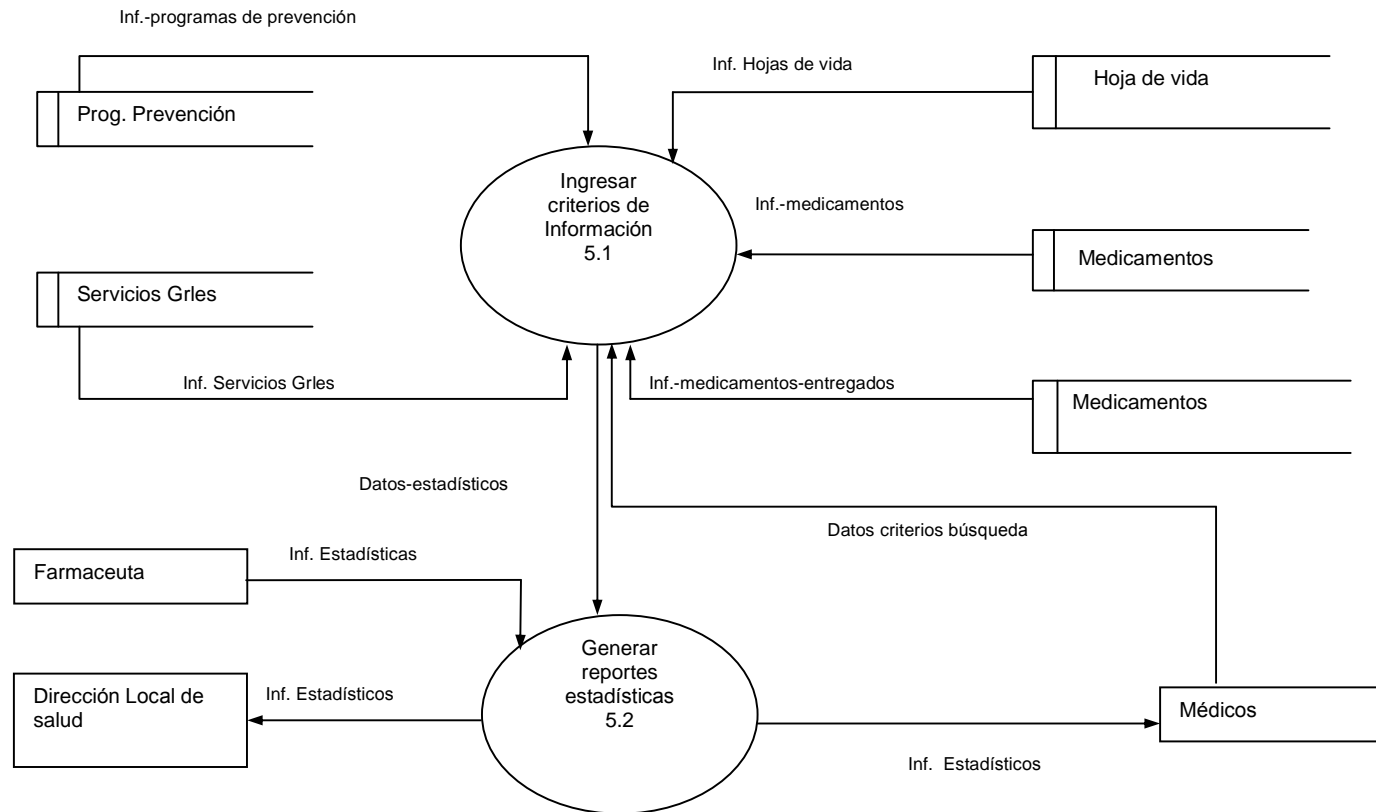 Inf.-programas de prevención
Inf. Hojas de vida
Hoja de vida
Prog. Prevención
Ingresar
criterios de
Información
5.1
Inf.-medicamentos
Medicamentos
Servicios Grles
Inf. Servicios Grles
Inf.-medicamentos-entregados
Medicamentos
Datos-estadísticos
Datos criterios búsqueda
Inf. Estadísticas
Farmaceuta
Generar
reportes
estadísticas
5.2
Dirección Local de
salud
Inf. Estadísticos
Médicos
Inf.  Estadísticos